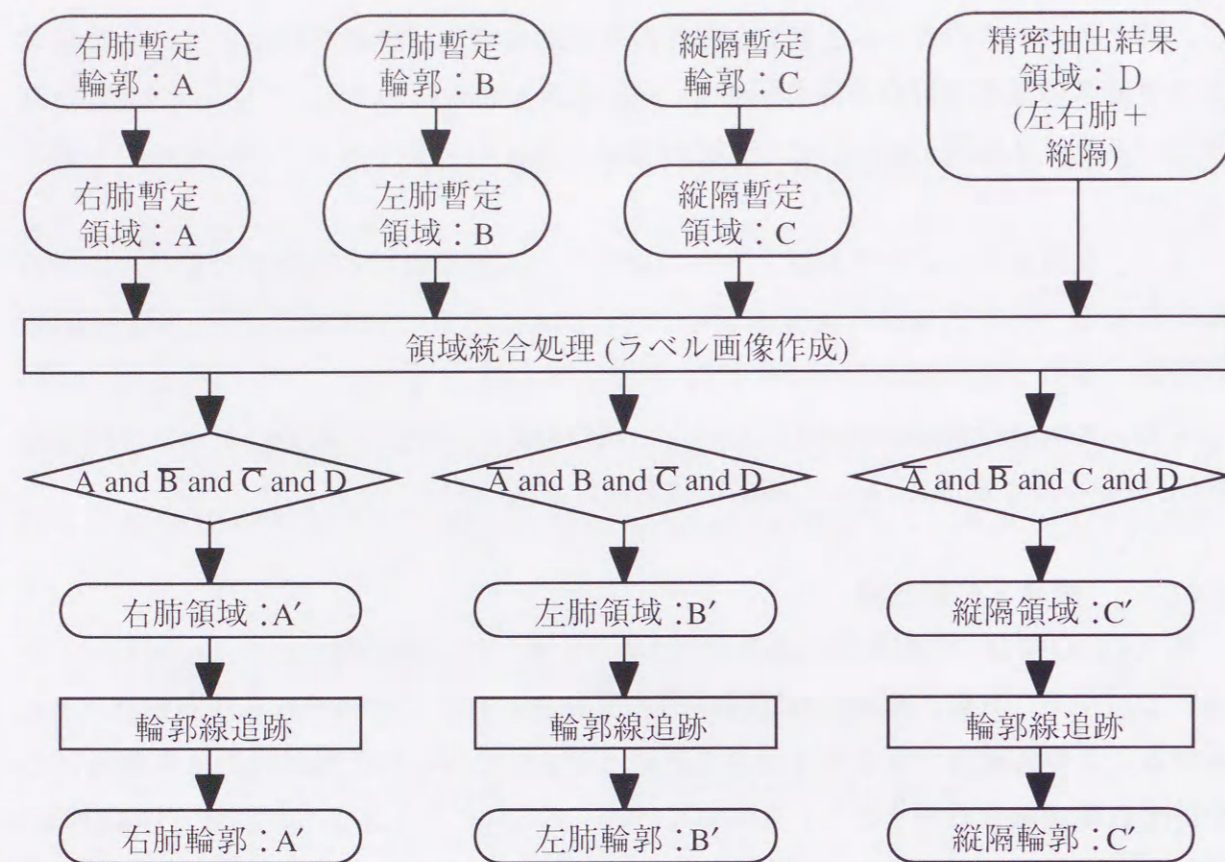 右肺暫定
輪郭：A
左肺暫定
輪郭：B
縦隔暫定
輪郭：C
精密抽出結果
領域：D
(左右肺＋
縦隔)
右肺暫定
領域：A
左肺暫定
領域：B
縦隔暫定
領域：C
領域統合処理 (ラベル画像作成)
A and B̅ and C̅ and D
A̅ and B and C̅ and D
A̅ and B̅ and C and D
右肺領域：A′
左肺領域：B′
縦隔領域：C′
輪郭線追跡
輪郭線追跡
輪郭線追跡
右肺輪郭：A′
左肺輪郭：B′
縦隔輪郭：C′